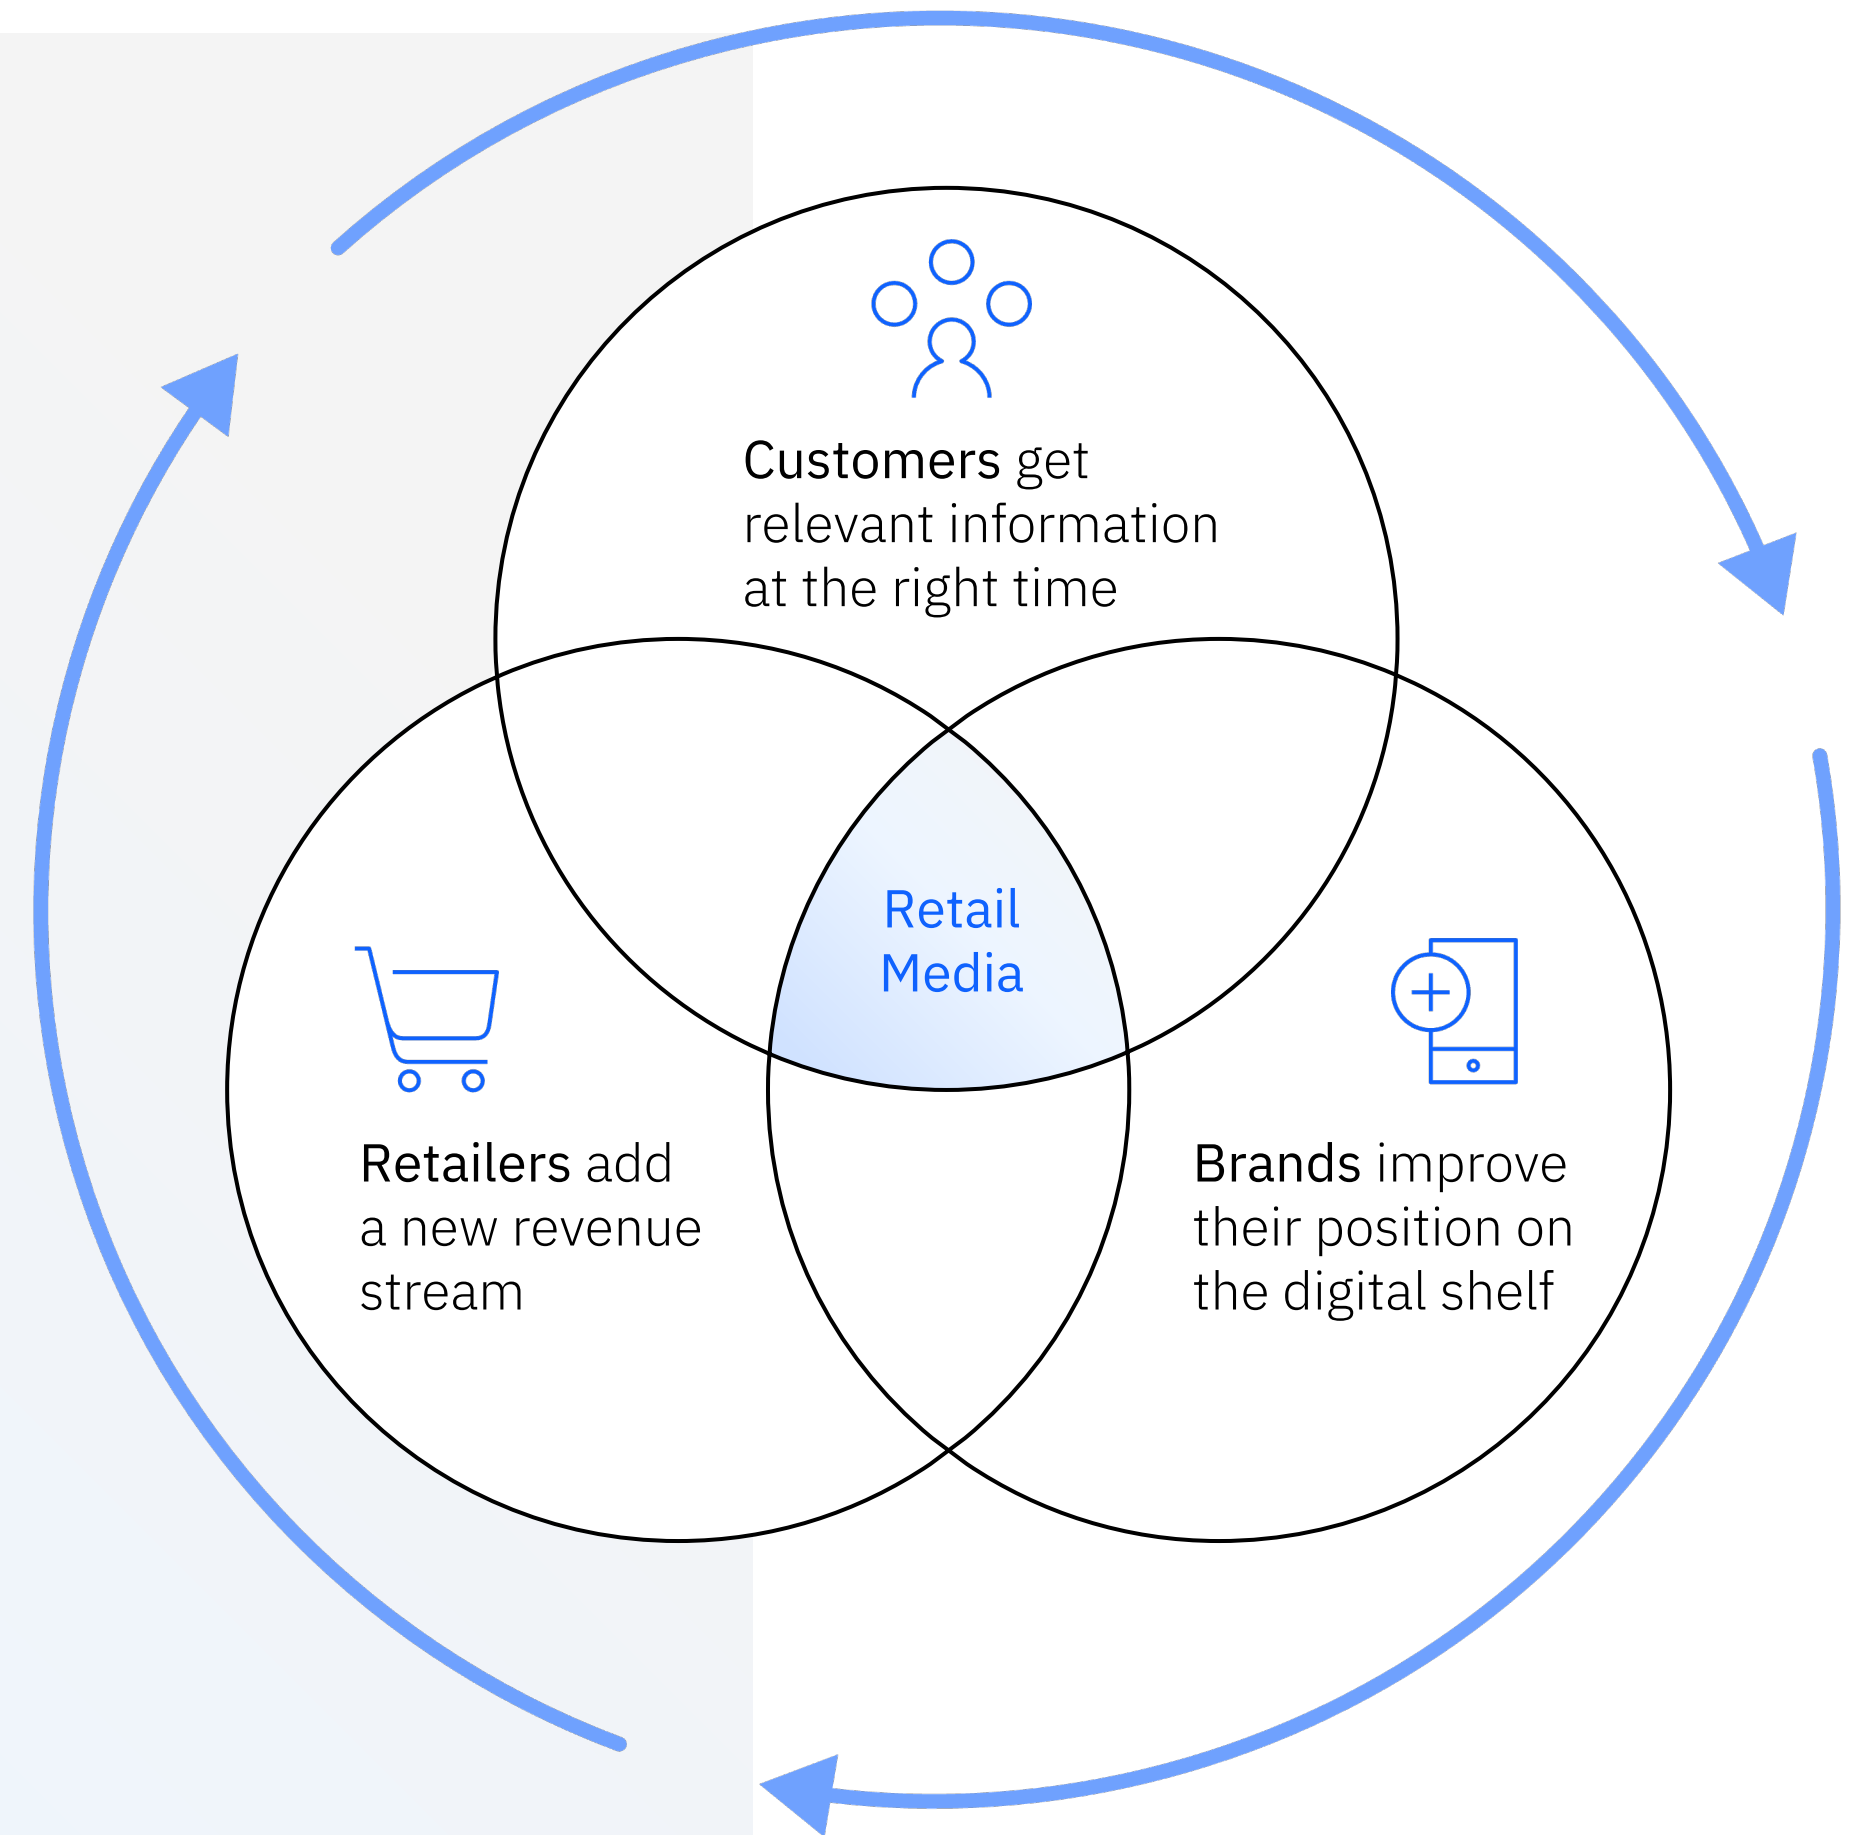 Customers get
relevant information
at the right time
Retail
Media
Retailers add
a new revenue
stream
Brands improve
their position on
the digital shelf